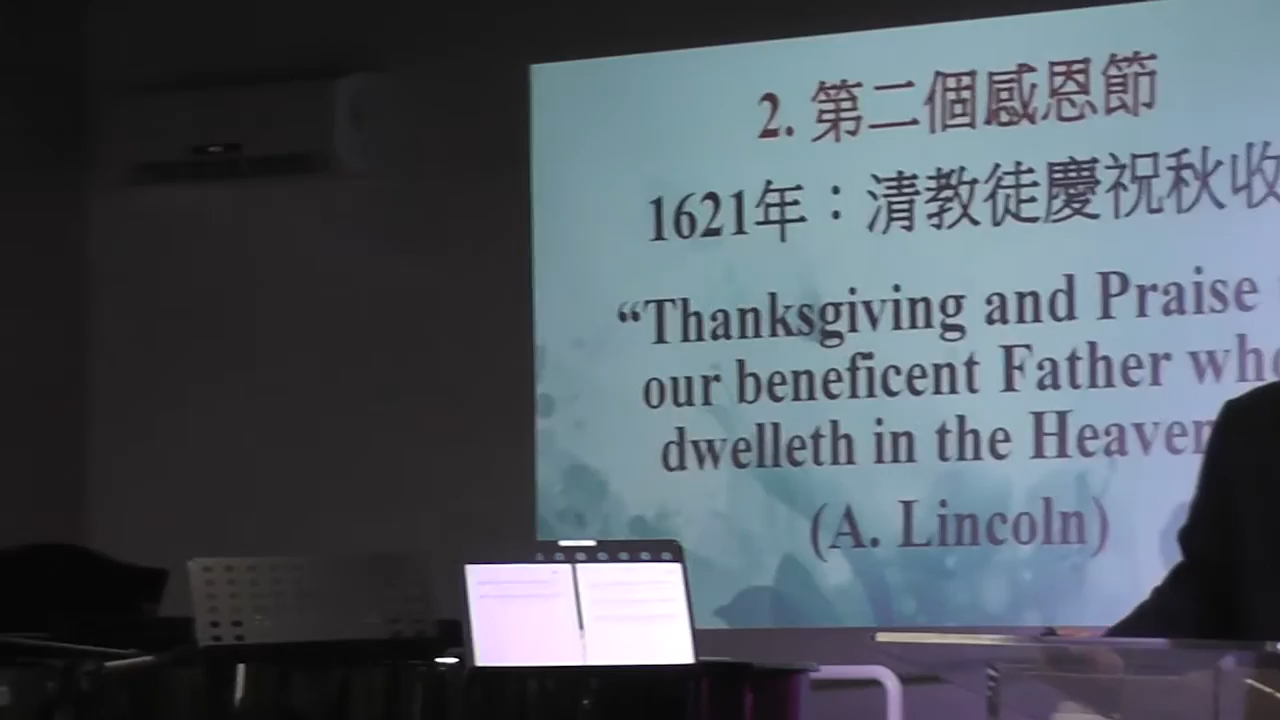 2. 第二個感恩節
1621年：清教徒慶祝秋收
“Thanksgiving and Praise
our beneficent Father who
dwelleth in the Heaven
(A. Lincoln)